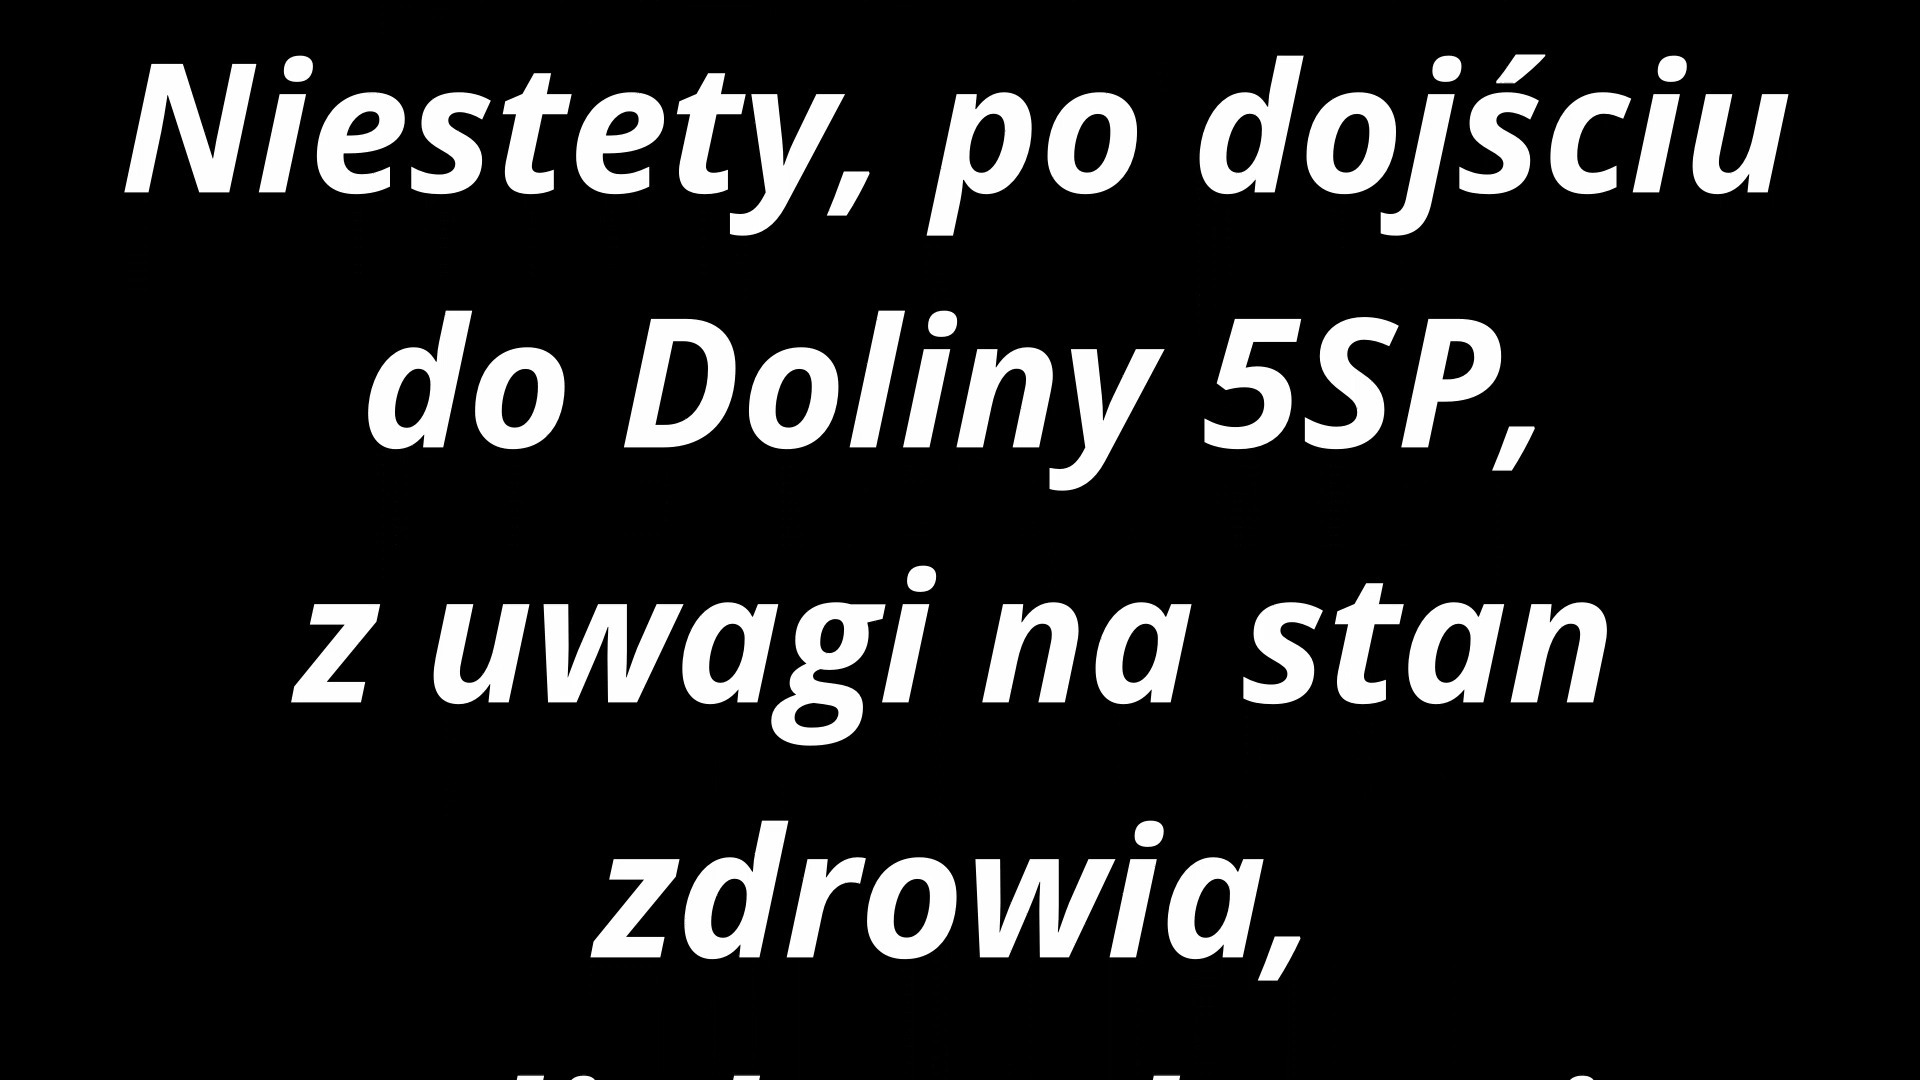 Niestety, po dojściu
do Doliny 5SP,
z uwagi na stan
zdrowia,